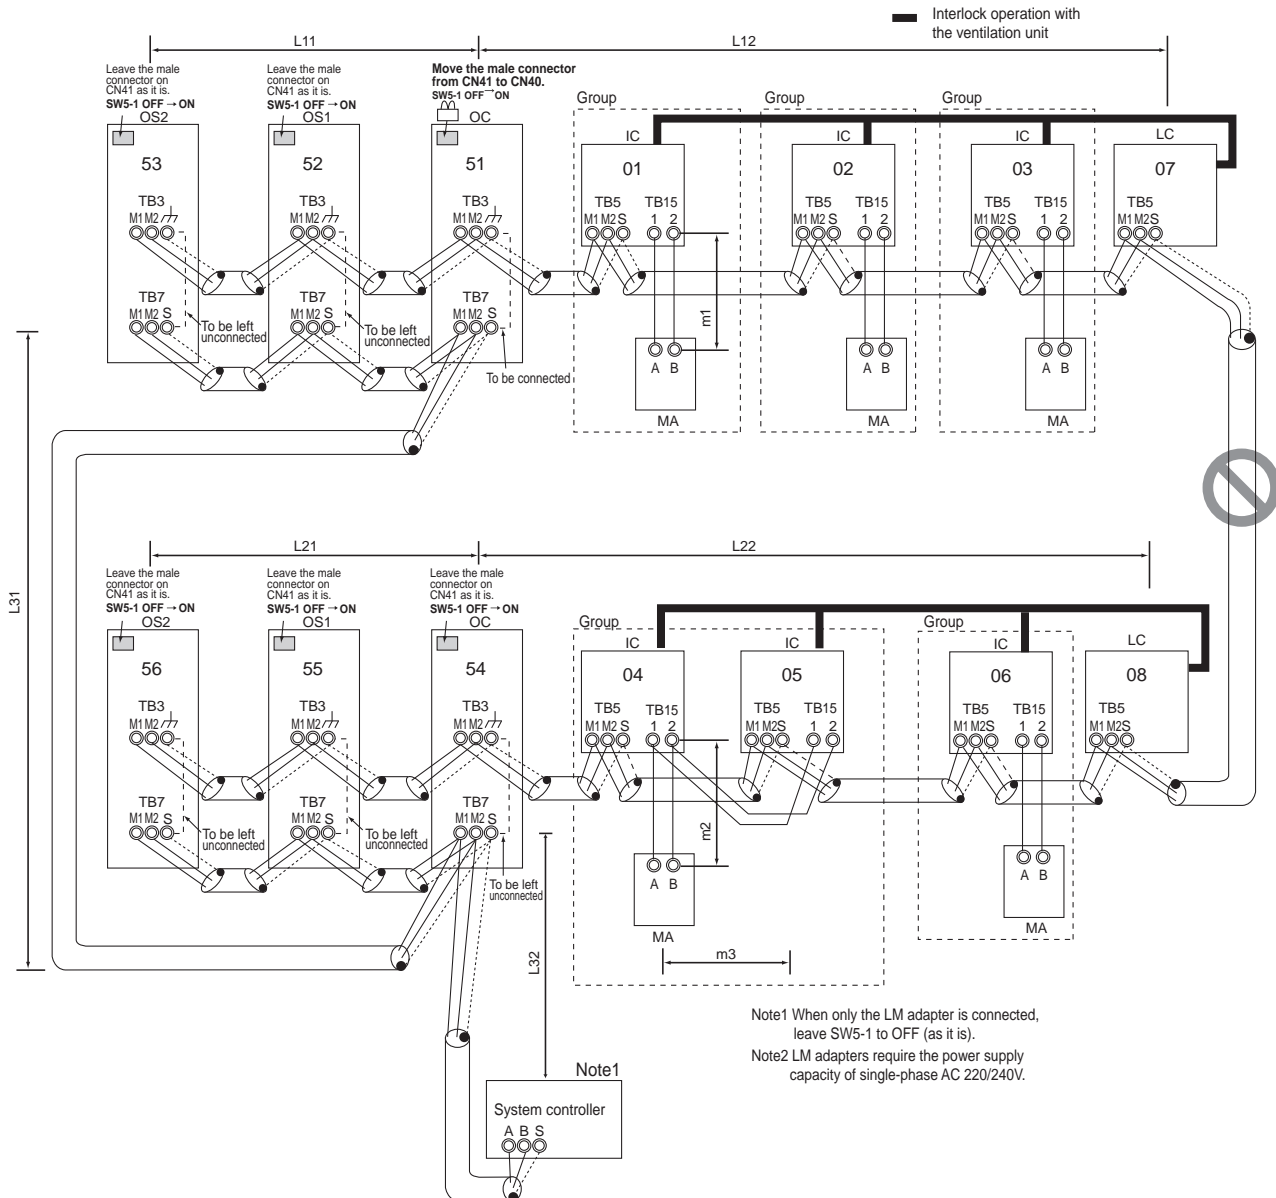 Interlock operation with
the ventilation unit
L11
L12
Leave the male
connector on
CN41 as it is.
SW5-1 OFF → ON
OS2
Leave the male
connector on
CN41 as it is.
SW5-1 OFF → ON
OS1
Move the male connector
from CN41 to CN40.
SW5-1 OFF → ON
OC
Group
Group
Group
IC
IC
IC
LC
53
52
51
01
02
03
07
TB3
TB3
TB3
TB5 TB15
TB5 TB15
TB5 TB15
TB5
M1 M2
M1 M2
M1 M2
M1 M2 S 1 2
M1 M2 S 1 2
M1 M2 S 1 2
M1 M2 S
TB7
TB7
TB7
M1 M2 S
M1 M2 S
M1 M2 S
To be left
unconnected
To be left
unconnected
To be connected
m1
A B
A B
A B
MA
MA
MA
L31
L21
L22
Leave the male
connector on
CN41 as it is.
SW5-1 OFF → ON
OS2
Leave the male
connector on
CN41 as it is.
SW5-1 OFF → ON
OS1
Leave the male
connector on
CN41 as it is.
SW5-1 OFF → ON
OC
Group
Group
IC
IC
IC
LC
56
55
54
04
05
06
08
TB3
TB3
TB3
TB5 TB15
TB5 TB15
TB5 TB15
TB5
M1 M2
M1 M2
M1 M2
M1 M2 S 1 2
M1 M2 S 1 2
M1 M2 S 1 2
M1 M2 S
TB7
TB7
TB7
M1 M2 S
M1 M2 S
M1 M2 S
To be left
unconnected
To be left
unconnected
To be left
unconnected
m2
A B
A B
MA
MA
m3
L32
Note1 When only the LM adapter is connected,
leave SW5-1 to OFF (as it is).
Note2 LM adapters require the power supply
capacity of single-phase AC 220/240V.
Note1
System controller
A B S